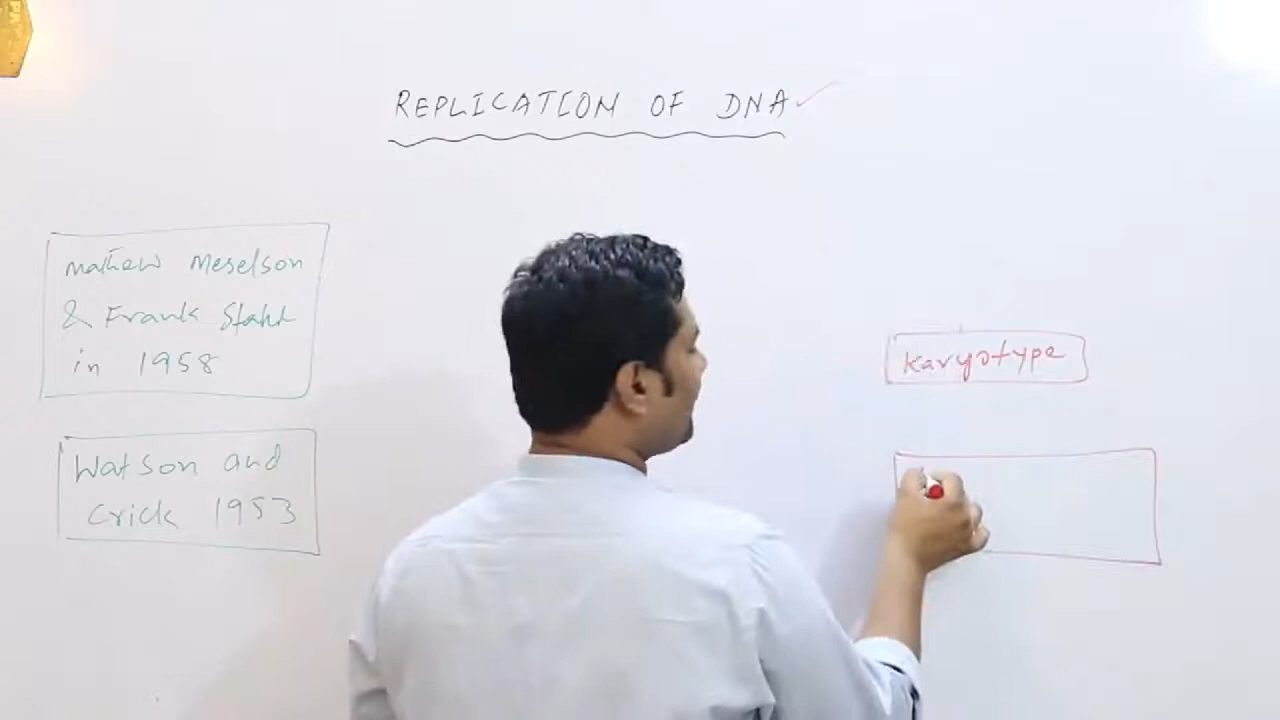 REPLICATION OF DNA
Mathew Meselson
& Frank Stahl
in 1958
Watson and
Crick 1953
Karyotype